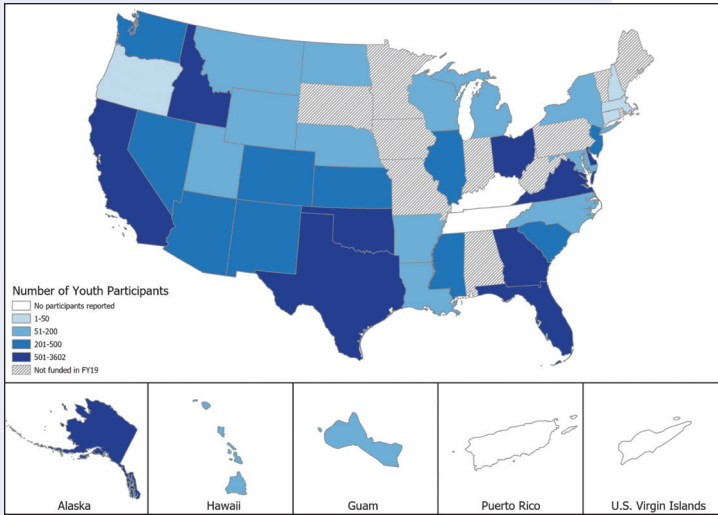 Number of Youth Participants
No participants reported
1-50
51-200
201-500
501-3602
Not funded in FY19
Alaska
Hawaii
Guam
Puerto Rico
U.S. Virgin Islands